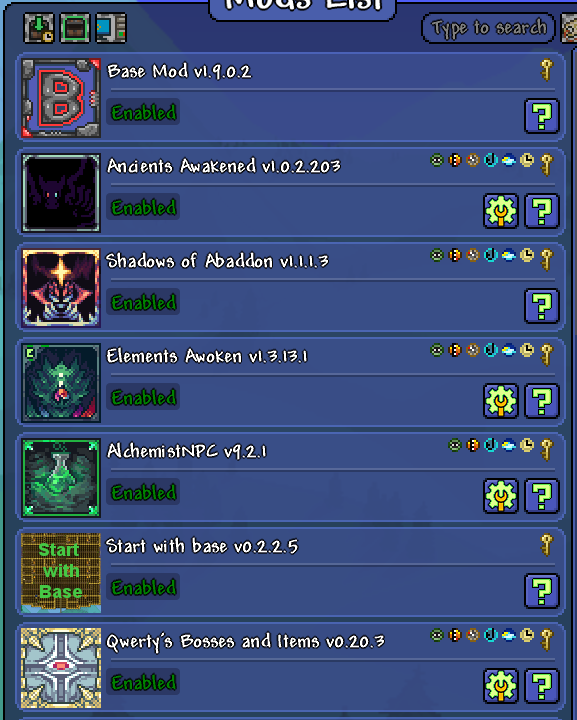 Mods List
Type to search
B
Base Mod v1.9.0.2
Enabled
?
Ancients Awakened v1.0.2.203
Enabled
?
Shadows of Abaddon v1.1.1.3
Enabled
?
E
Elements Awoken v1.3.13.1
Enabled
?
AlchemistNPC v9.2.1
Enabled
?
Start
with
Base
Start with base v0.2.2.5
Enabled
?
Qwerty's Bosses and Items v0.20.3
Enabled
?